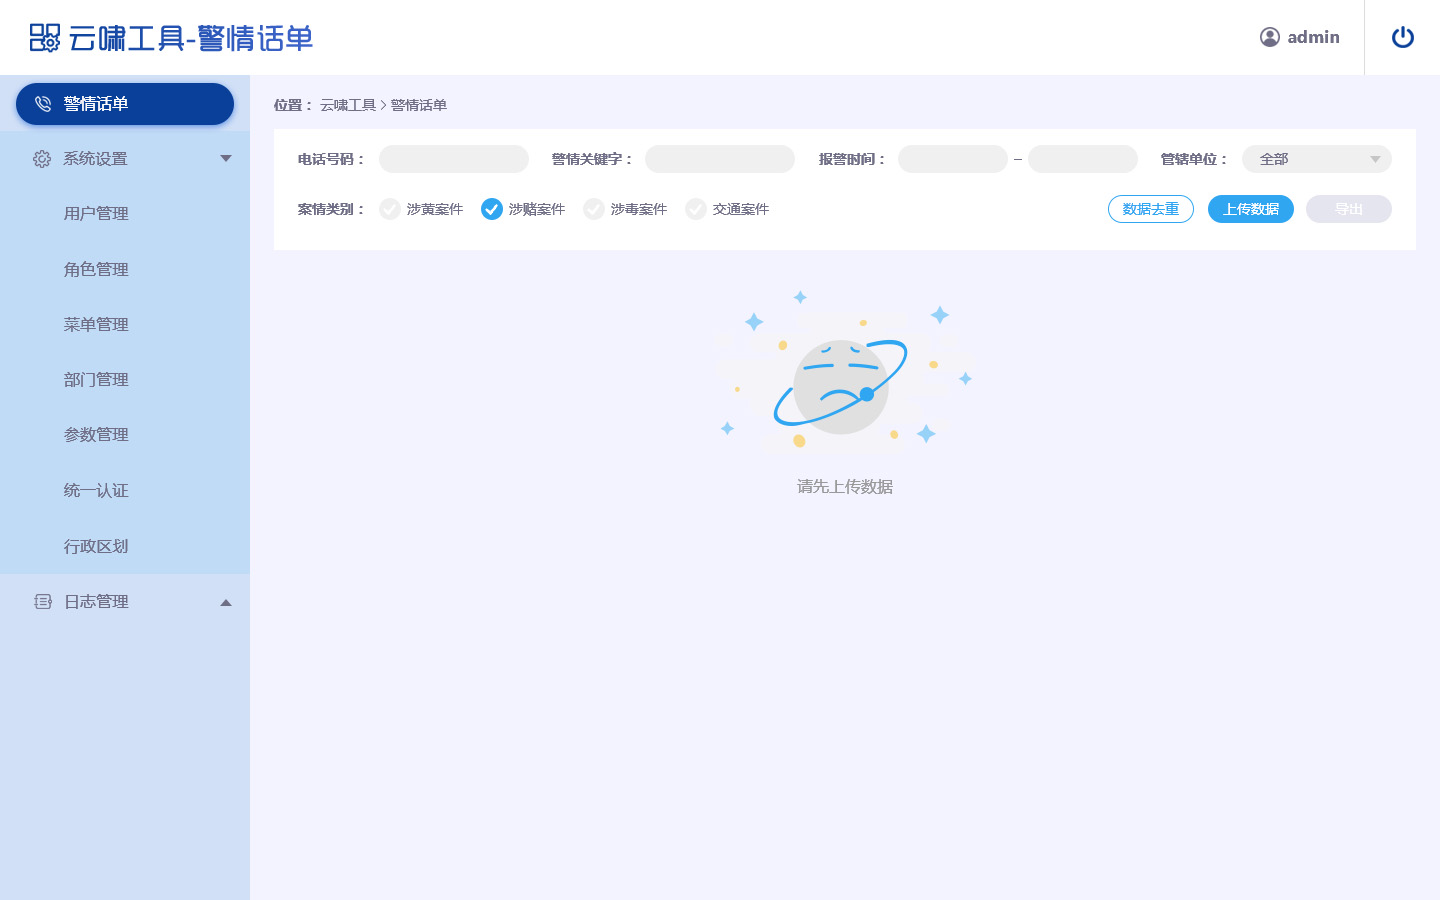 云啸工具-警情话单
admin
警情话单
系统设置
用户管理
角色管理
菜单管理
部门管理
参数管理
统一认证
行政区划
日志管理
位置： 云啸工具 > 警情话单
电话号码： 警情关键字： 报警时间： – 管辖单位： 全部
案情类别： 涉黄案件 涉赌案件 涉毒案件 交通案件 数据去重 上传数据 导出
请先上传数据